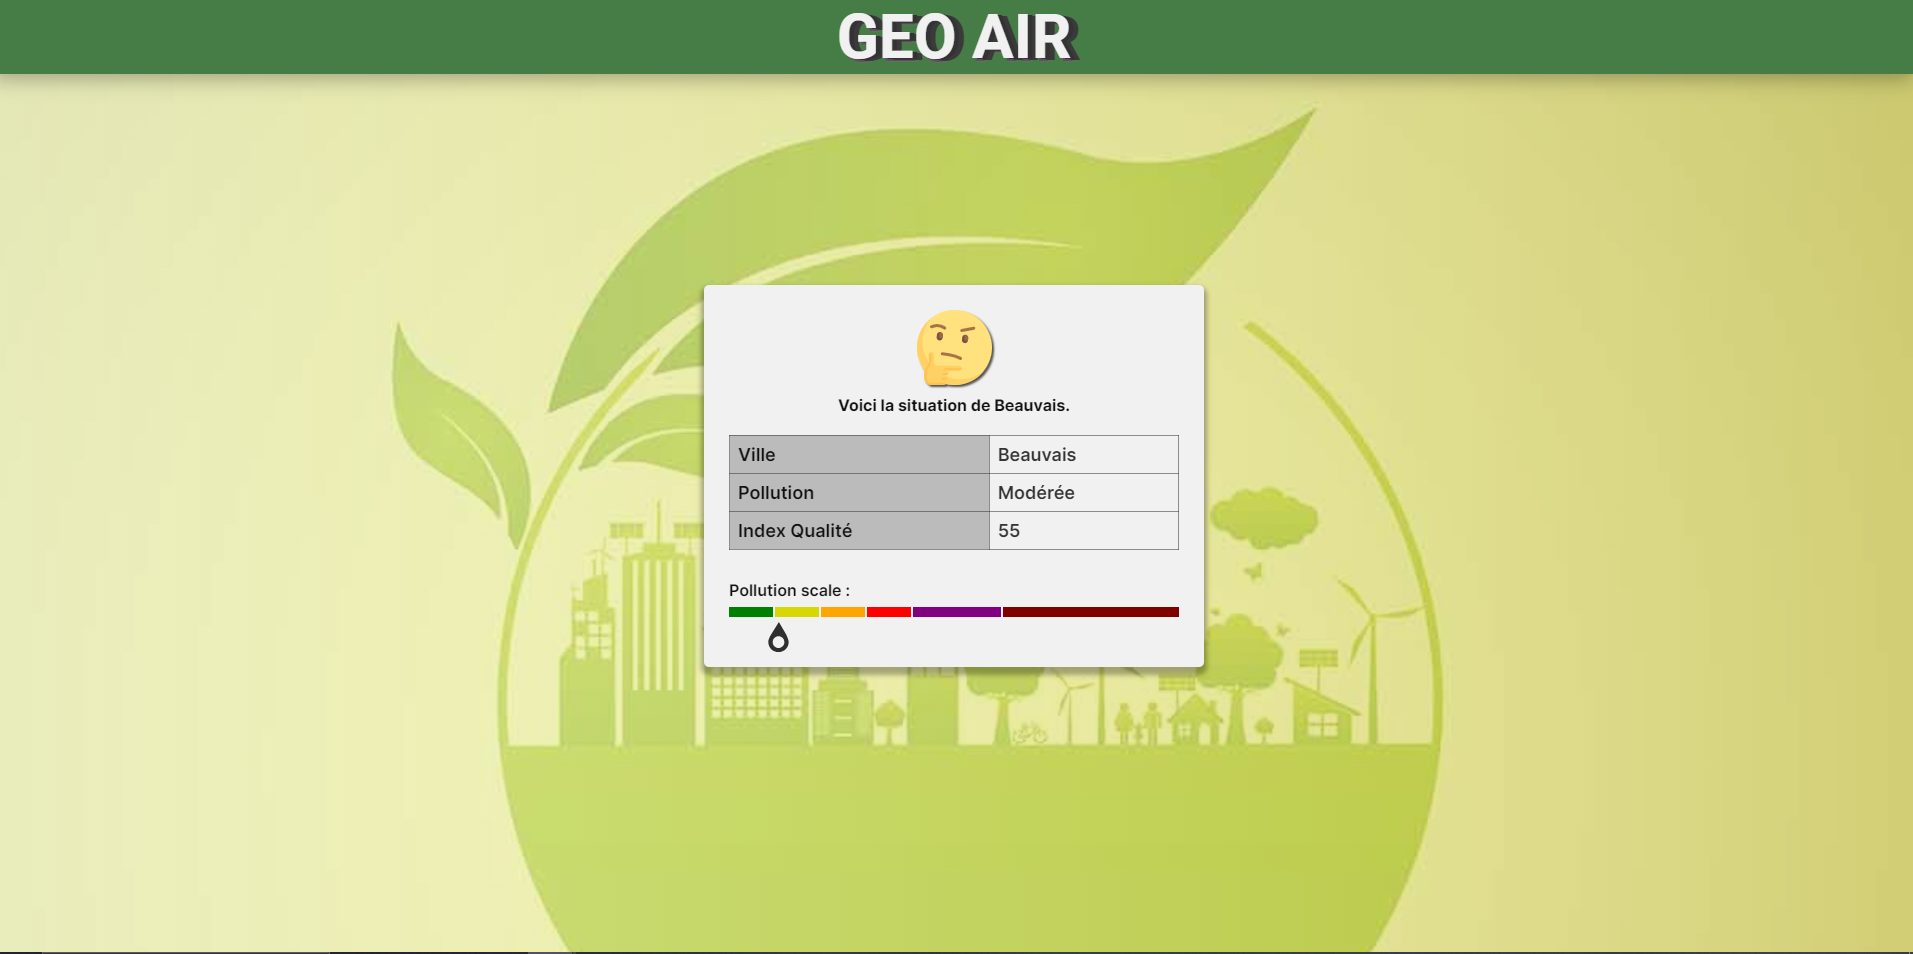 GEO AIR
Voici la situation de Beauvais.
Ville Beauvais
Pollution Modérée
Index Qualité 55
Pollution scale :